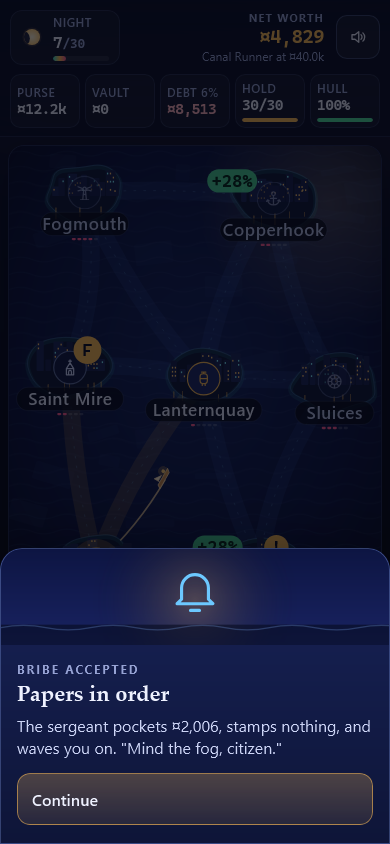 NIGHT
7/30
NET WORTH
¤4,829
Canal Runner at ¤40.0k
PURSE
¤12.2k
VAULT
¤0
DEBT 6%
¤8,513
HOLD
30/30
HULL
100%
+28%
Fogmouth
Copperhook
F
Saint Mire
Lanternquay
Sluices
+28%
!
BRIBE ACCEPTED
Papers in order
The sergeant pockets ¤2,006, stamps nothing, and
waves you on. "Mind the fog, citizen."
Continue